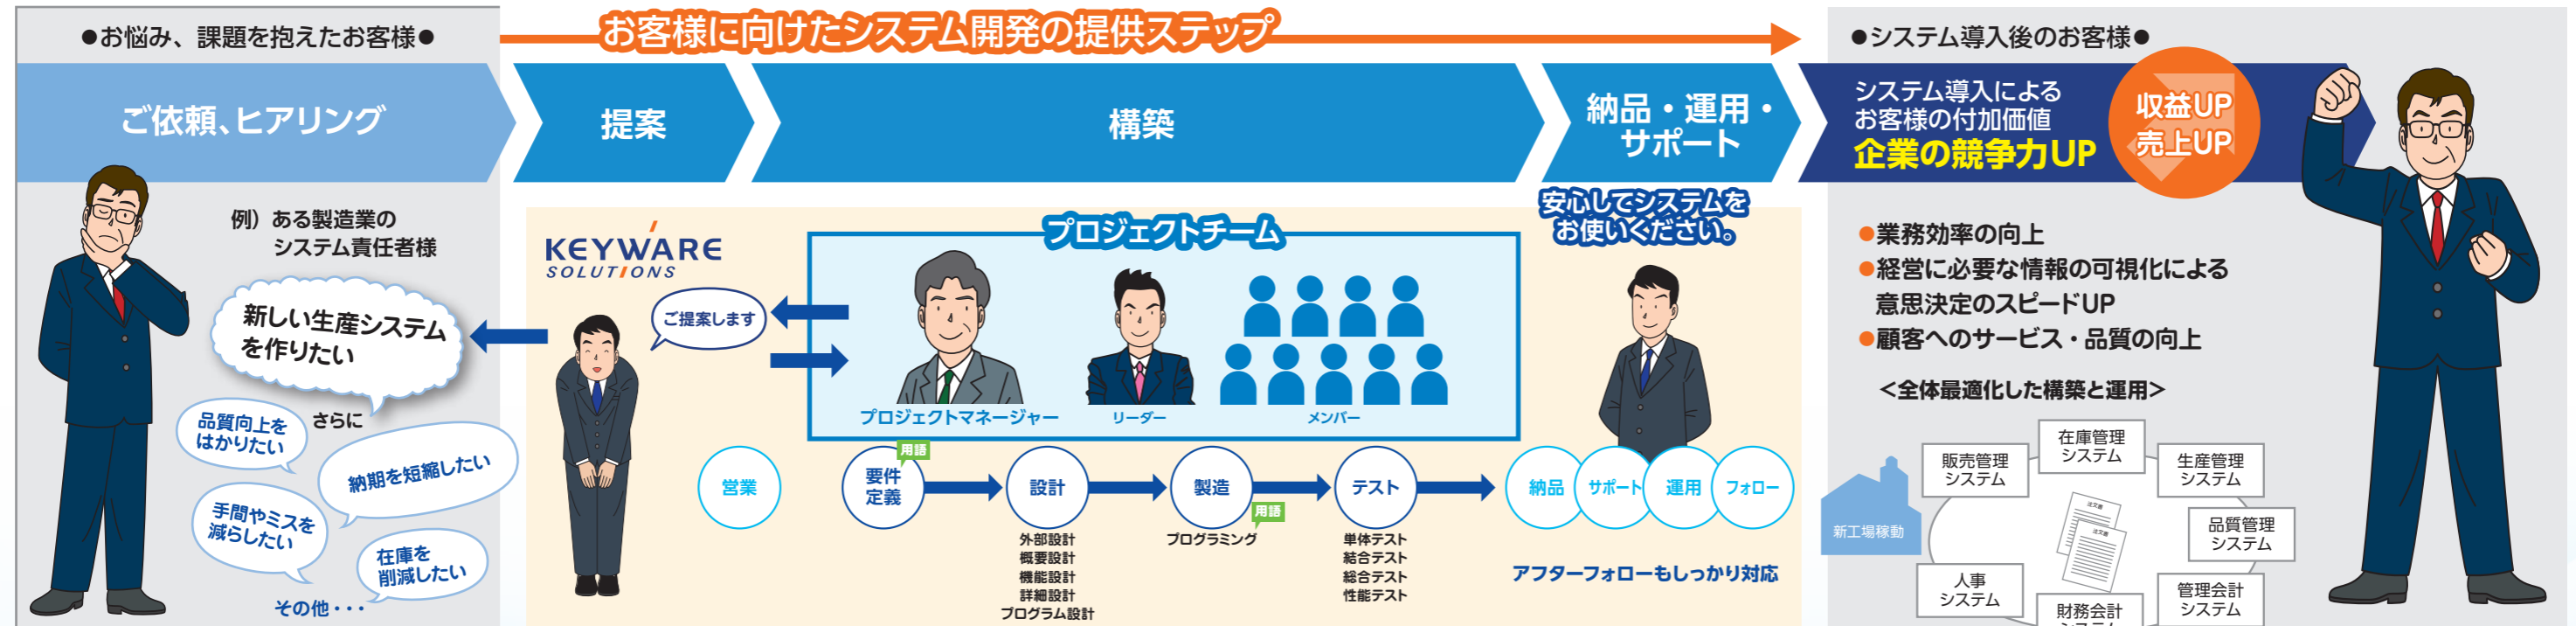 ●お悩み、課題を抱えたお客様●
お客様に向けたシステム開発の提供ステップ
●システム導入後のお客様●
ご依頼、ヒアリング
提案
構築
納品・運用・
サポート
システム導入による
お客様の付加価値
企業の競争力UP
収益UP
売上UP
例）ある製造業の
システム責任者様
新しい生産システム
を作りたい
さらに
品質向上を
はかりたい
納期を短縮したい
手間やミスを
減らしたい
在庫を
削減したい
その他・・・
KEYWARE
SOLUTIONS
ご提案します
プロジェクトチーム
プロジェクトマネージャー
リーダー
メンバー
安心してシステムを
お使いください。
営業
用語
要件
定義
設計
外部設計
概要設計
機能設計
詳細設計
プログラム設計
製造
用語
プログラミング
テスト
単体テスト
結合テスト
総合テスト
性能テスト
納品
サポート
運用
フォロー
アフターフォローもしっかり対応
●業務効率の向上
●経営に必要な情報の可視化による
意思決定のスピードUP
●顧客へのサービス・品質の向上
＜全体最適化した構築と運用＞
新工場稼動
販売管理
システム
在庫管理
システム
生産管理
システム
品質管理
システム
管理会計
システム
財務会計
人事
システム
注文書
注文書